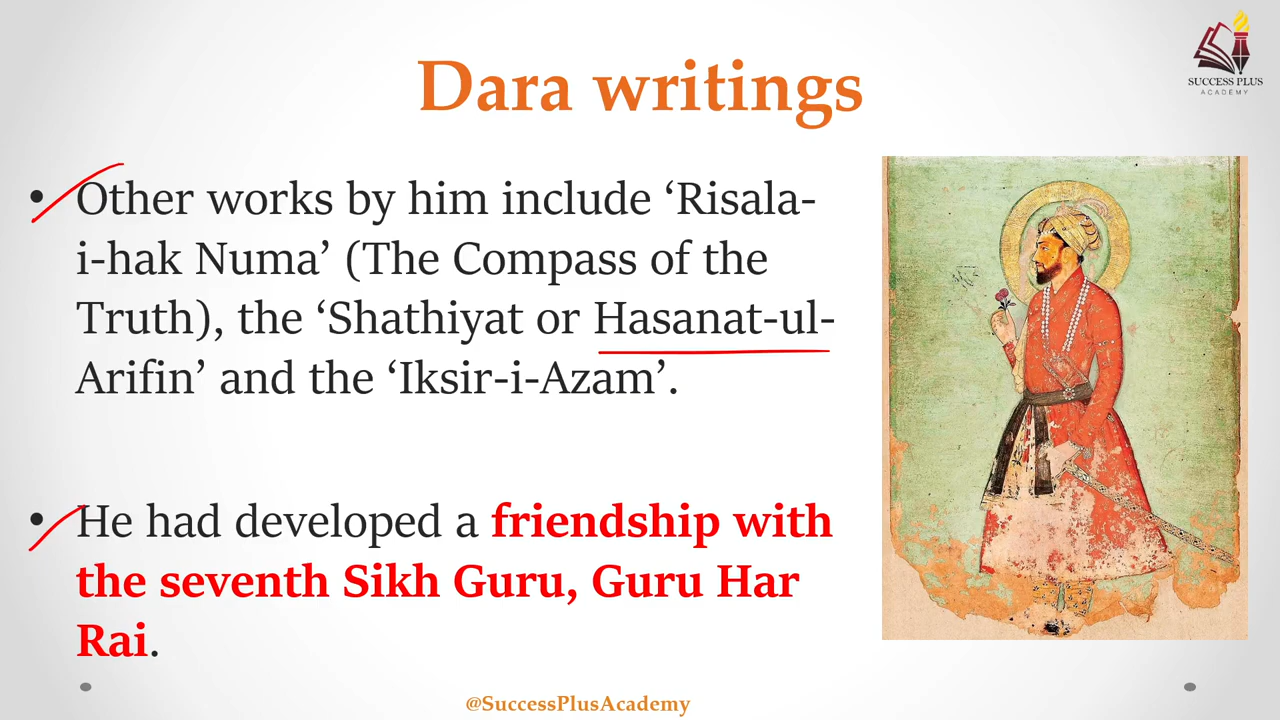 SUCCESS PLUS
ACADEMY
Dara writings
• Other works by him include ‘Risala-
i-hak Numa’ (The Compass of the
Truth), the ‘Shathiyat or Hasanat-ul-
Arifin’ and the ‘Iksir-i-Azam’.
• He had developed a friendship with
the seventh Sikh Guru, Guru Har
Rai.
@SuccessPlusAcademy